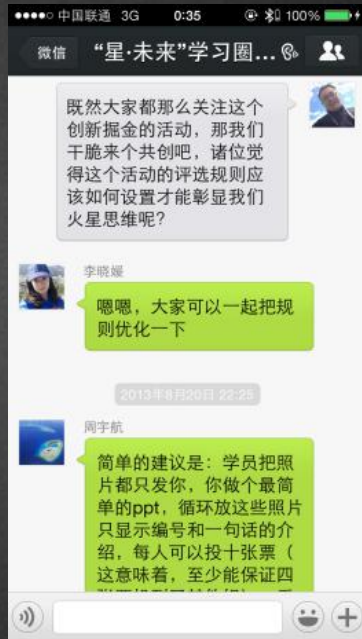 中国联通 3G 0:35 100%
微信 “星·未来”学习圈...
既然大家都那么关注这个
创新掘金的活动，那我们
干脆来个共创吧，诸位觉
得这个活动的评选规则应
该如何设置才能彰显我们
火星思维呢？
李晓媛
嗯嗯，大家可以一起把规
则优化一下
2013年8月20日 22:25
周宇航
简单的建议是：学员把照
片都只发你，你做个最简
单的ppt，循环放这些照片
只显示编号和一句话的介
绍，每人可以投十张票（
这意味着，至少能保证四